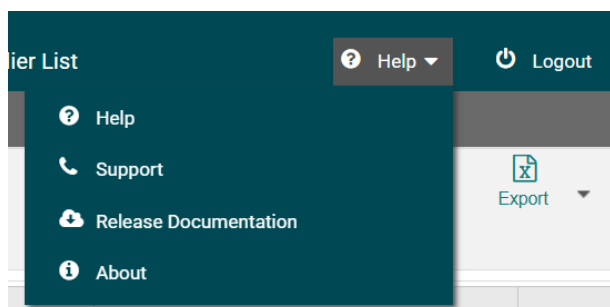 lier List
Help
Logout
Help
Support
Release Documentation
About
Export